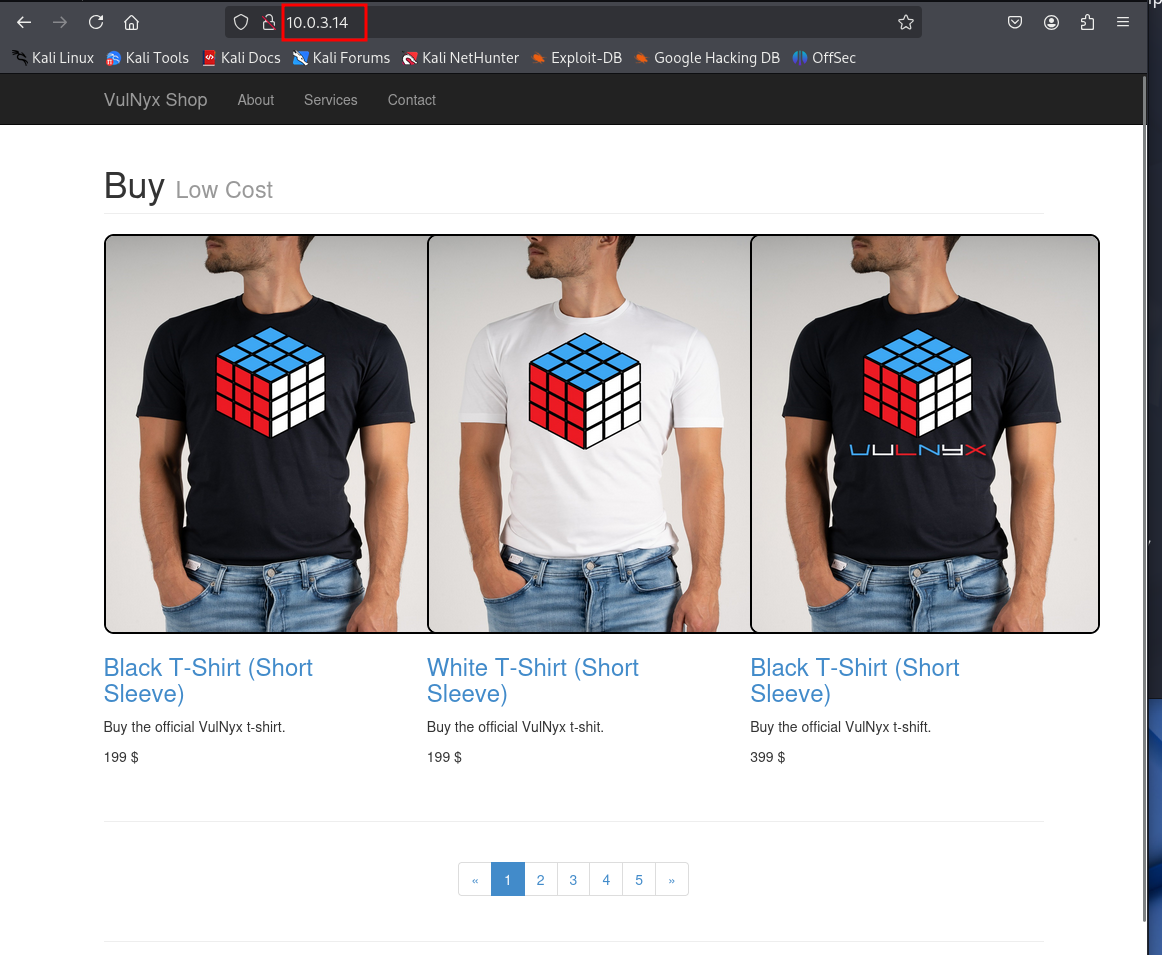 10.0.3.14
Kali Linux Kali Tools Kali Docs Kali Forums Kali NetHunter Exploit-DB Google Hacking DB OffSec
VulNyx Shop About Services Contact
Buy Low Cost
VULNYX
Black T-Shirt (Short
Sleeve)
Buy the official VulNyx t-shirt.
199 $
White T-Shirt (Short
Sleeve)
Buy the official VulNyx t-shit.
199 $
Black T-Shirt (Short
Sleeve)
Buy the official VulNyx t-shift.
399 $
« 1 2 3 4 5 »